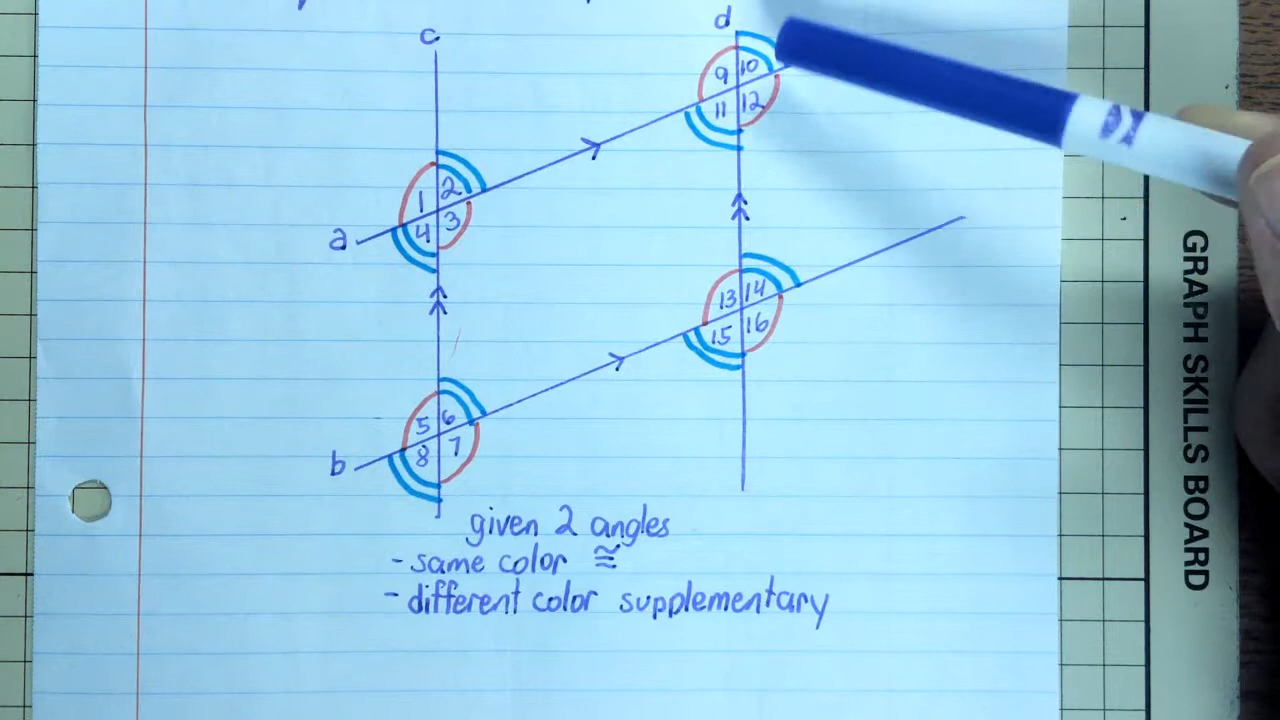 c
d
9 10
11 12
1 2
4 3
a
13 14
15 16
5 6
8 7
b
given 2 angles
- same color ≅
- different color supplementary
GRAPH SKILLS BOARD